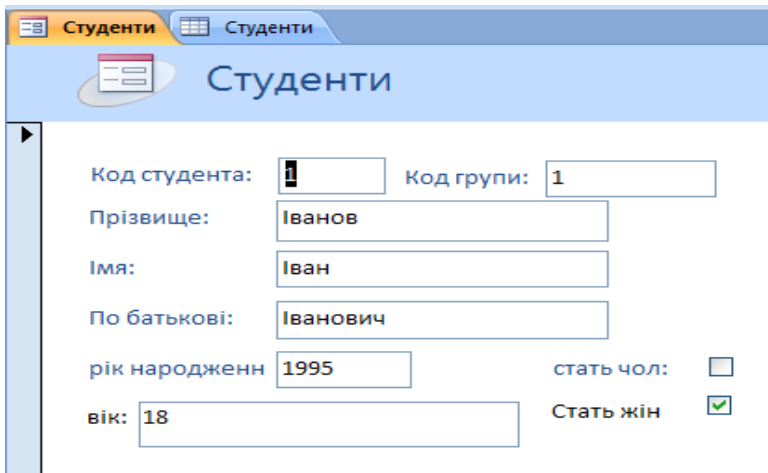 Студенти Студенти
Студенти
Код студента: 1 Код групи: 1
Прізвище: Іванов
Імя: Іван
По батькові: Іванович
рік народженн 1995 стать чол:
вік: 18 Стать жін